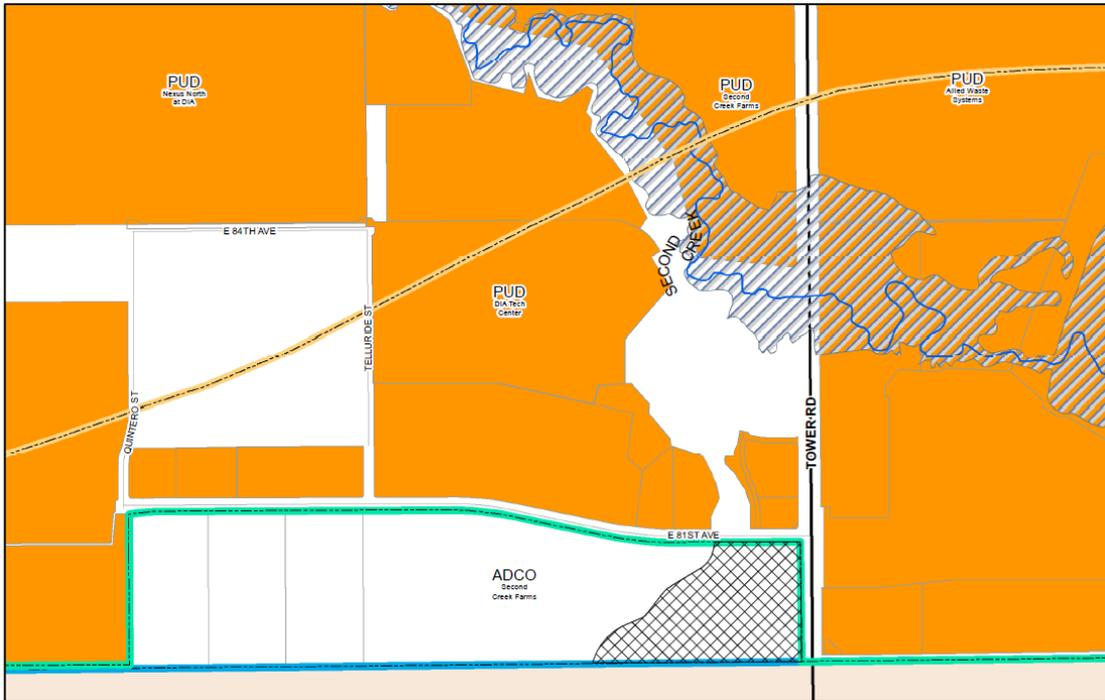 PUD
Nexus North
at DIA
PUD
Second
Creek Farms
PUD
Allied Waste
Systems
E 84TH AVE
SECOND
CREEK
PUD
DIA Tech
Center
TELLURIDE ST
QUINTERO ST
TOWER RD
E 81ST AVE
ADCO
Second
Creek Farms